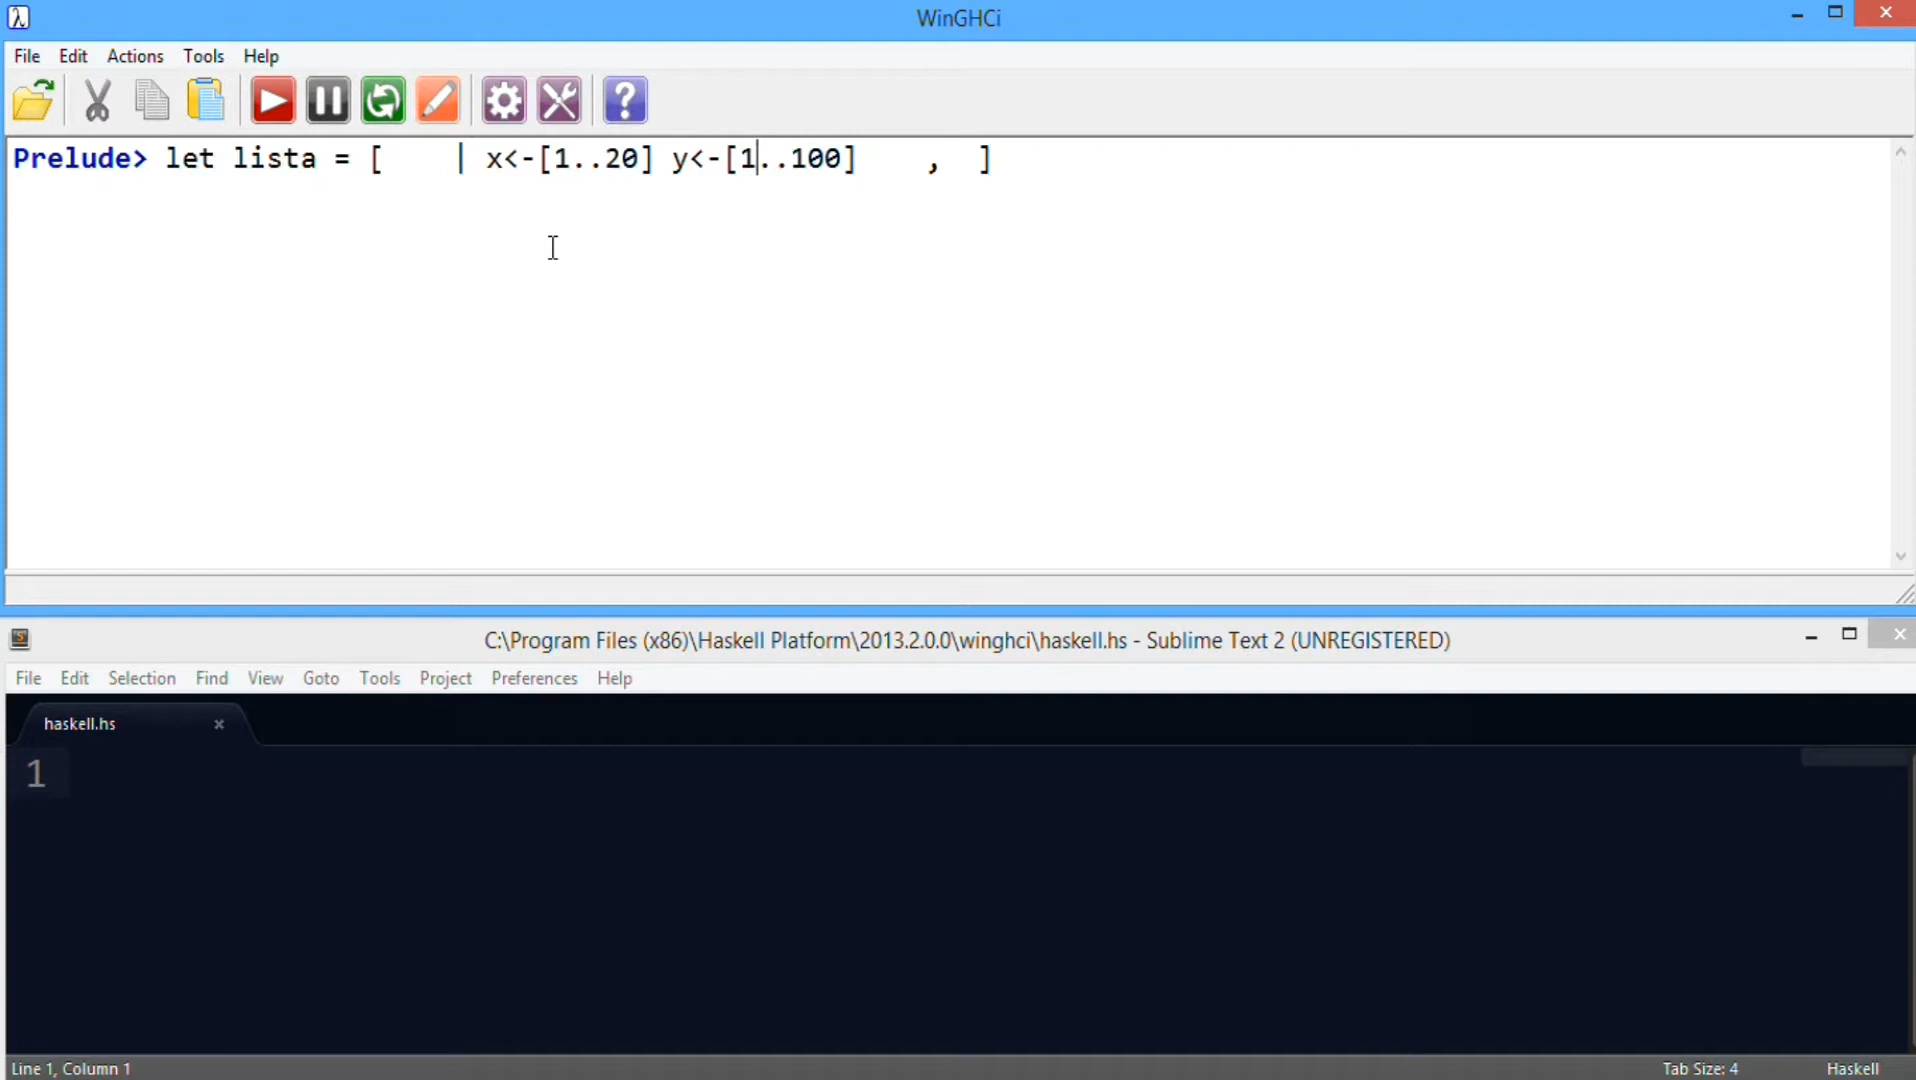 WinGHCi
File Edit Actions Tools Help
Prelude> let lista = [    | x<-[1..20] y<-[1..100]    ,  ]
C:\Program Files (x86)\Haskell Platform\2013.2.0.0\winghci\haskell.hs - Sublime Text 2 (UNREGISTERED)
File Edit Selection Find View Goto Tools Project Preferences Help
haskell.hs
1
Line 1, Column 1 Tab Size: 4 Haskell